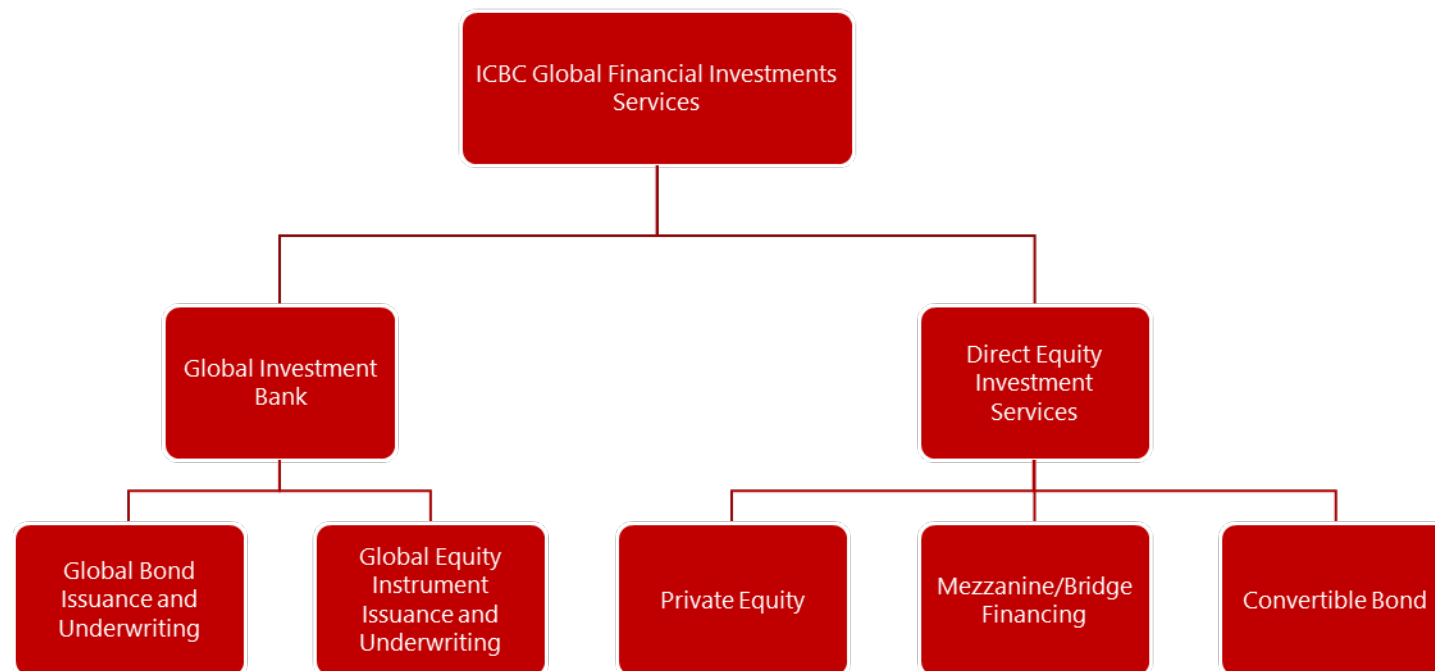 ICBC Global Financial Investments
Services
Global Investment
Bank
Direct Equity
Investment
Services
Global Bond
Issuance and
Underwriting
Global Equity
Instrument
Issuance and
Underwriting
Private Equity
Mezzanine/Bridge
Financing
Convertible Bond